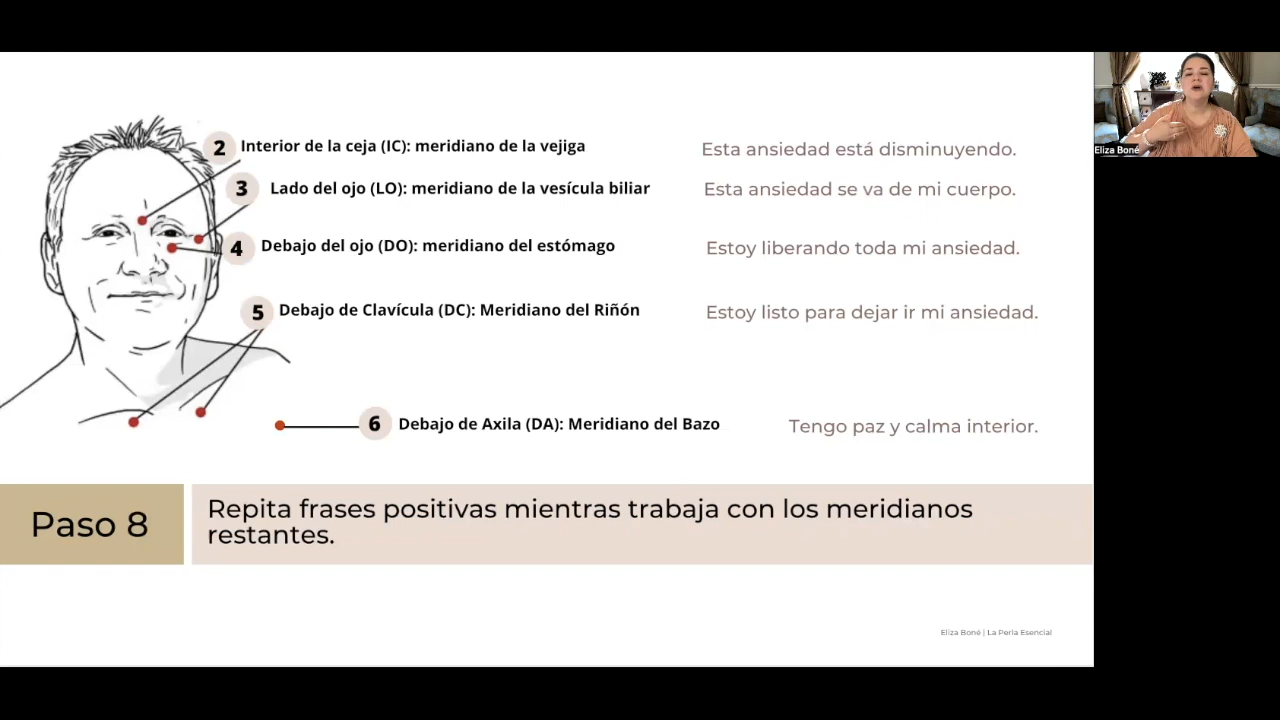 2 Interior de la ceja (IC): meridiano de la vejiga Esta ansiedad está disminuyendo.
3 Lado del ojo (LO): meridiano de la vesícula biliar Esta ansiedad se va de mi cuerpo.
4 Debajo del ojo (DO): meridiano del estómago Estoy liberando toda mi ansiedad.
5 Debajo de Clavícula (DC): Meridiano del Riñón Estoy listo para dejar ir mi ansiedad.
6 Debajo de Axila (DA): Meridiano del Bazo Tengo paz y calma interior.
Paso 8
Repita frases positivas mientras trabaja con los meridianos
restantes.
Eliza Boné | La Perla Esencial
Eliza Boné